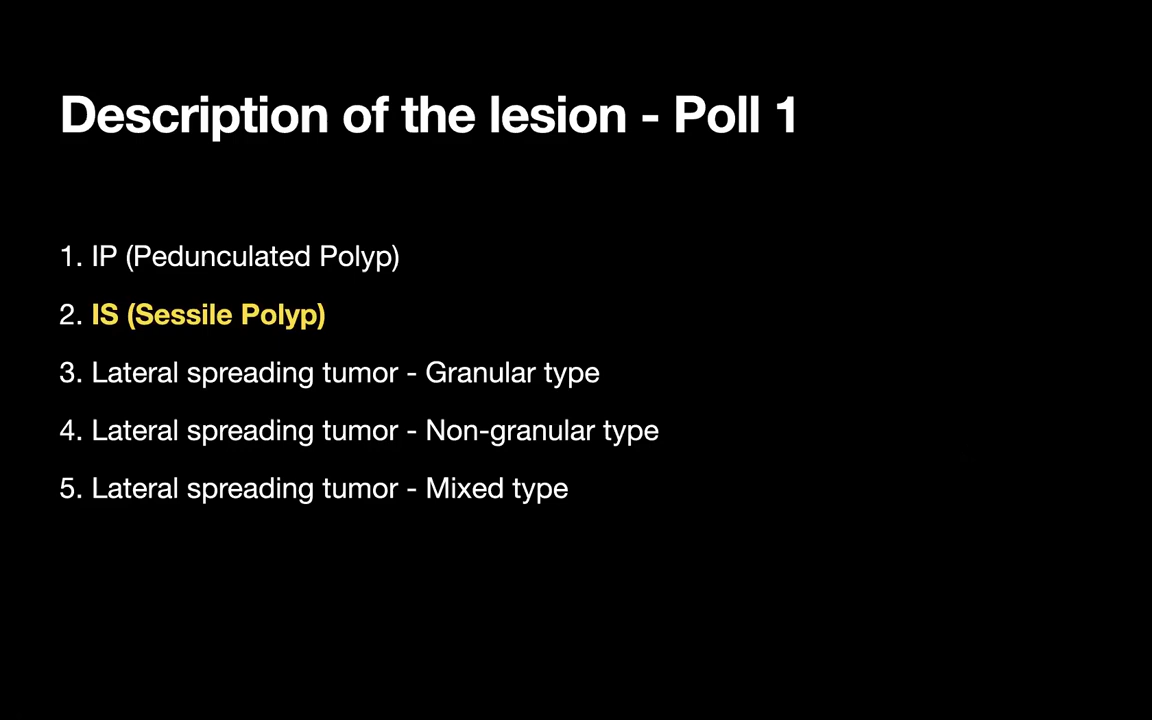 Description of the lesion - Poll 1
1. IP (Pedunculated Polyp)
2. IS (Sessile Polyp)
3. Lateral spreading tumor - Granular type
4. Lateral spreading tumor - Non-granular type
5. Lateral spreading tumor - Mixed type